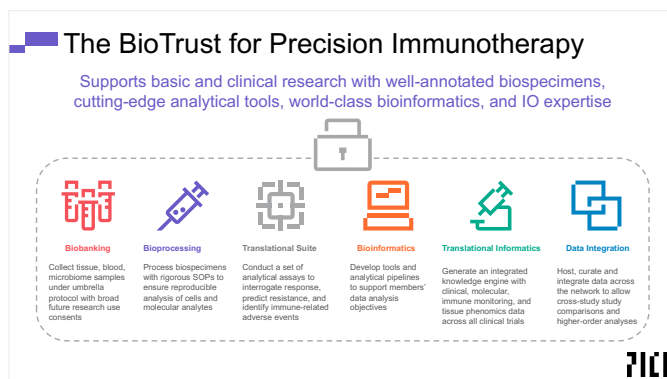 The BioTrust for Precision Immunotherapy
Supports basic and clinical research with well-annotated biospecimens,
cutting-edge analytical tools, world-class bioinformatics, and IO expertise
Biobanking
Collect tissue, blood,
microbiome samples
under umbrella
protocol with broad
future research use
consents
Bioprocessing
Process biospecimens
with rigorous SOPs to
ensure reproducible
analysis of cells and
molecular analytes
Translational Suite
Conduct a set of
analytical assays to
interrogate response,
predict resistance, and
identify immune-related
adverse events
Bioinformatics
Develop tools and
analytical pipelines
to support members'
data analysis
objectives
Translational Informatics
Generate an integrated
knowledge engine with
clinical, molecular,
immune monitoring, and
tissue phenomics data
across all clinical trials
Data Integration
Host, curate and
integrate data across
the network to allow
cross-study study
comparisons and
higher-order analyses